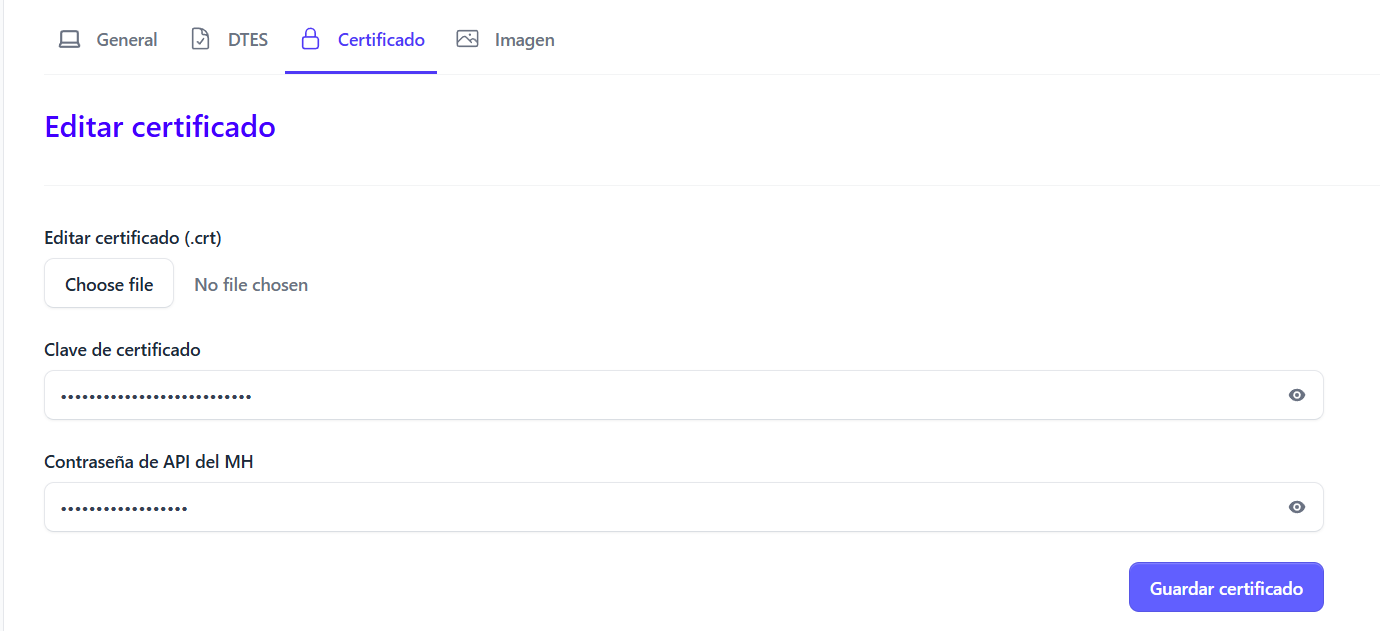 General DTES Certificado Imagen
Editar certificado
Editar certificado (.crt)
Choose file No file chosen
Clave de certificado
•••••••••••••••••••••••••••
Contraseña de API del MH
••••••••••••••••••
Guardar certificado